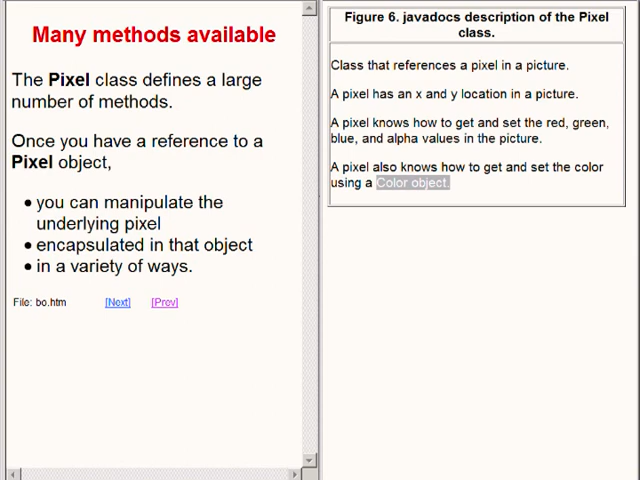 Many methods available
The Pixel class defines a large
number of methods.
Once you have a reference to a
Pixel object,
• you can manipulate the
underlying pixel
• encapsulated in that object
• in a variety of ways.
File: bo.htm [Next] [Prev]
Figure 6. javadocs description of the Pixel
class.
Class that references a pixel in a picture.
A pixel has an x and y location in a picture.
A pixel knows how to get and set the red, green,
blue, and alpha values in the picture.
A pixel also knows how to get and set the color
using a Color object.